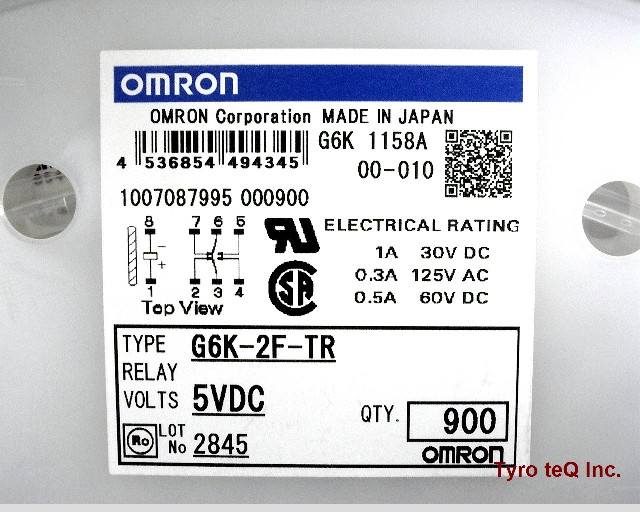 OMRON
OMRON Corporation MADE IN JAPAN
4 536854 494345
G6K 1158A
00-010
1007087995 000900
8 7 6 5
- +
1 2 3 4
Top View
ELECTRICAL RATING
1A 30V DC
0.3A 125V AC
0.5A 60V DC
TYPE G6K-2F-TR
RELAY
VOLTS 5VDC
QTY. 900
Ro LOT No 2845
OMRON
Tyro teQ Inc.